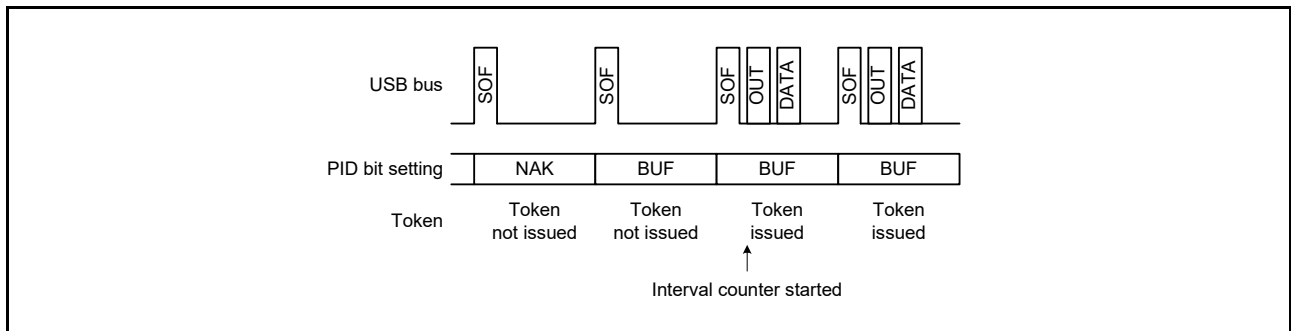 SOF
SOF
SOF
OUT
DATA
SOF
OUT
DATA
USB bus
PID bit setting
NAK
BUF
BUF
BUF
Token
Token
not issued
Token
not issued
Token
issued
Token
issued
Interval counter started